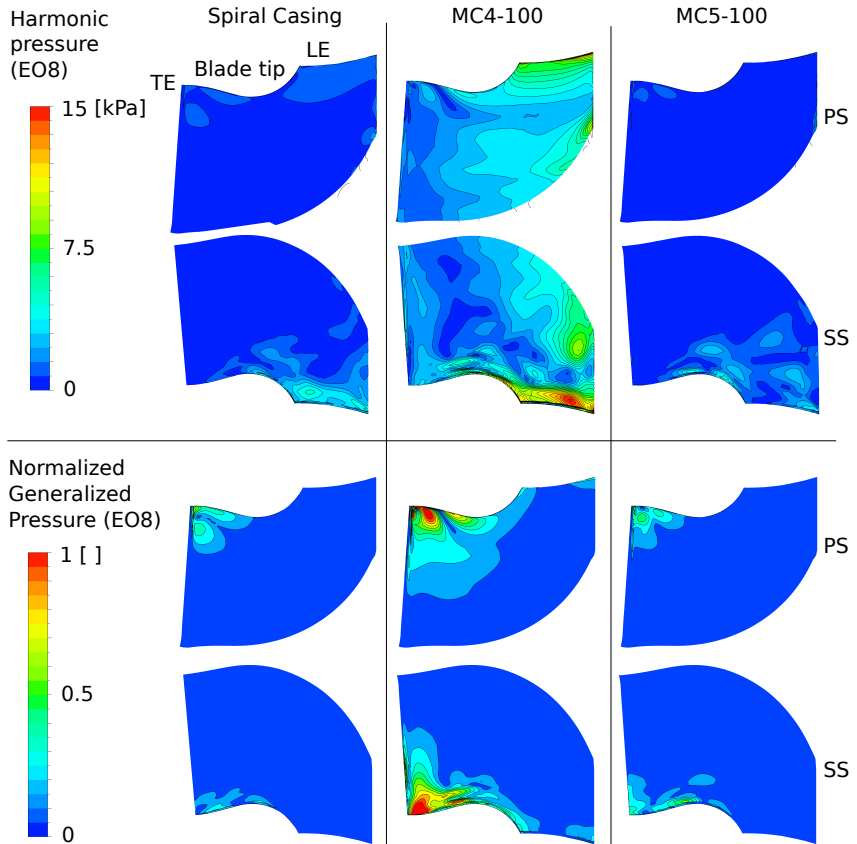 Harmonic
pressure
(EO8)
Spiral Casing
MC4-100
MC5-100
TE
Blade tip
LE
15 [kPa]
7.5
0
PS
SS
Normalized
Generalized
Pressure (EO8)
1 [ ]
0.5
0
PS
SS